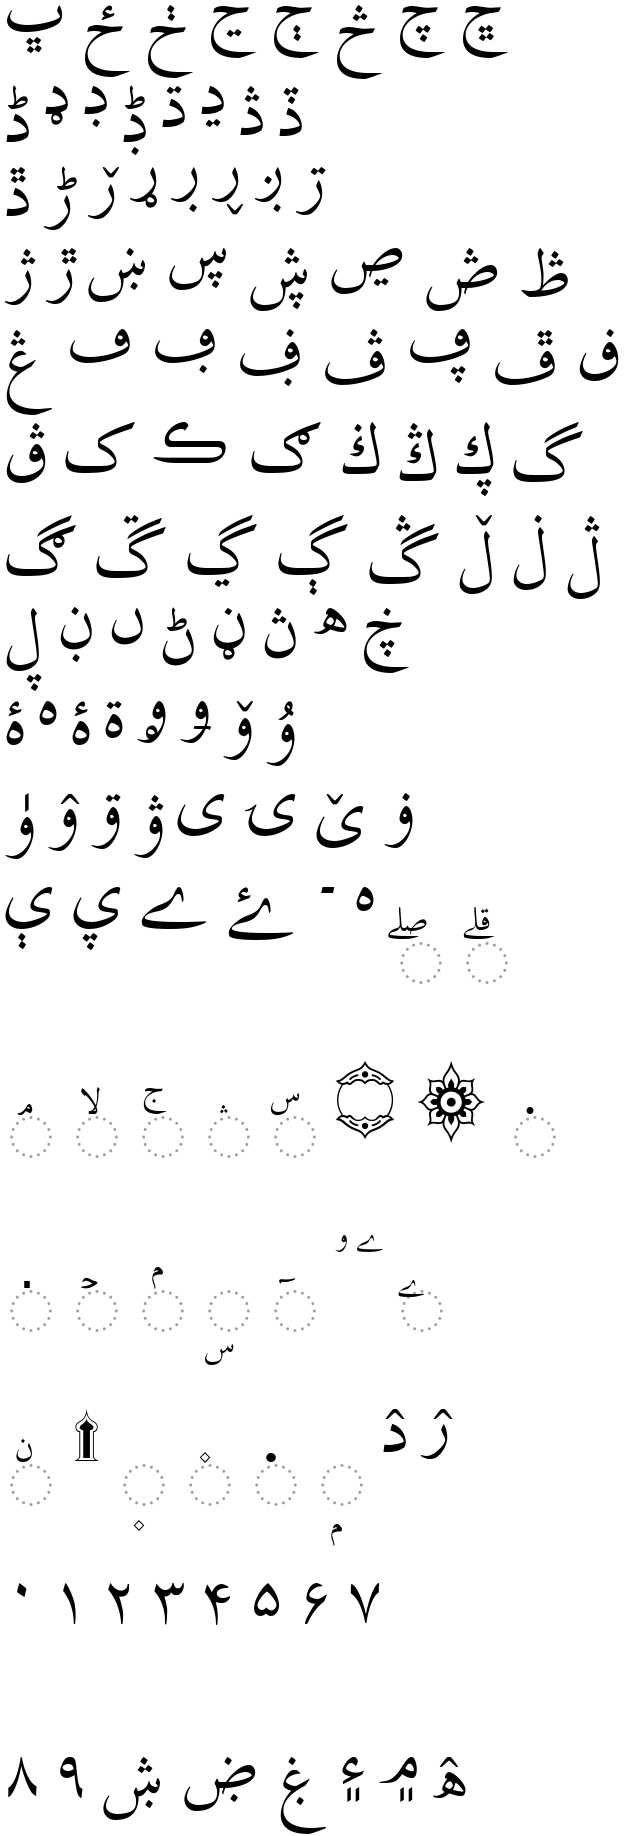 ڀ ځ ڂ ڃ ڄ څ چ ڇ
ڈ ډ ڊ ڋ ڌ ڍ ڎ ڏ
ڐ ڑ ڒ ړ ڔ ڕ ږ ڗ
ژ ڙ ښ ڛ ڜ ڝ ڞ ڟ
ڠ ڡ ڢ ڣ ڤ ڥ ڦ ڧ
ڨ ک ڪ ګ ڬ ڭ ڮ گ
ڰ ڱ ڲ ڳ ڴ ڵ ڶ ڷ
ڸ ڹ ں ڻ ڼ ڽ ھ ڿ
ۀ ہ ۂ ۃ ۄ ۅ ۆ ۇ
ۈ ۉ ۊ ۋ ی ۍ ێ ۏ
ې ۑ ے ۓ ۔ ە ◌ۖ ◌ۗ
◌ۘ ◌ۙ ◌ۚ ◌ۛ ◌ۜ ۝ ۞ ◌۟
◌۠ ◌ۡ ◌ۢ ◌ۣ ◌ۤ ۥ ۦ ◌ۧ
◌ۨ ۩ ◌۪ ◌۫ ◌۬ ◌ۭ ۮ ۯ
۰ ۱ ۲ ۳ ۴ ۵ ۶ ۷
۸ ۹ ۺ ۻ ۼ ۽ ۾ ۿ